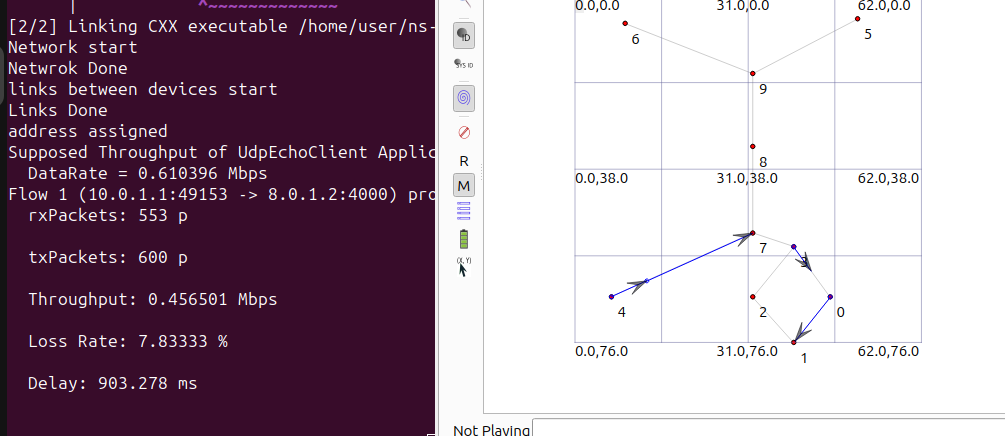 [2/2] Linking CXX executable /home/user/ns-
Network start
Netwrok Done
links between devices start
Links Done
address assigned
Supposed Throughput of UdpEchoClient Applic
DataRate = 0.610396 Mbps
Flow 1 (10.0.1.1:49153 -> 8.0.1.2:4000) pro
rxPackets: 553 p
txPackets: 600 p
Throughput: 0.456501 Mbps
Loss Rate: 7.83333 %
Delay: 903.278 ms
ID
SYS ID
R
M
(X, Y)
0.0,0.0 31.0,0.0 62.0,0.0
6 5
9
8
0.0,38.0 31.0,38.0 62.0,38.0
7
3
4 2 0
0.0,76.0 31.0,76.0 62.0,76.0
1
Not Playing